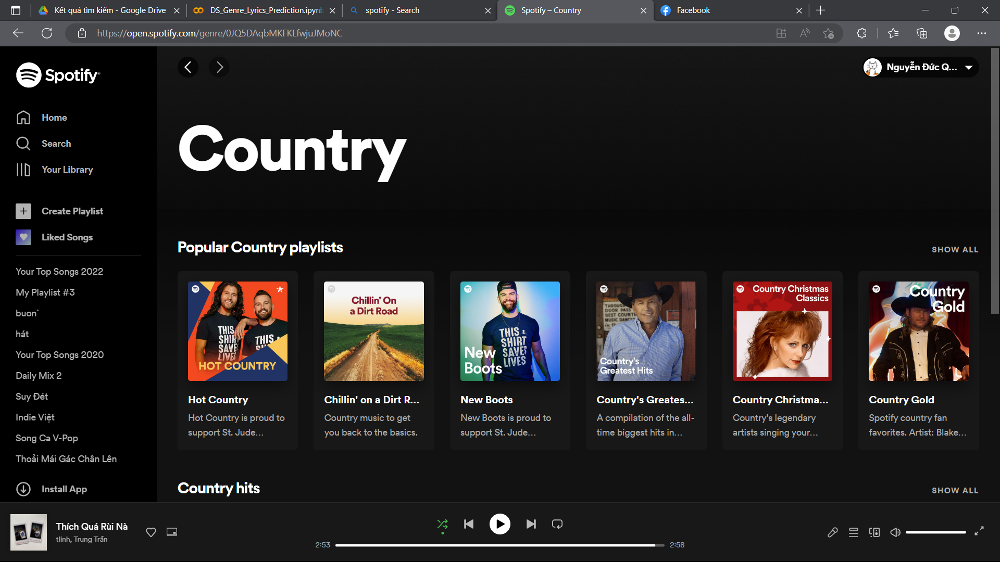 Kết quả tìm kiếm - Google Drive
DS_Genre_Lyrics_Prediction.ipynb
spotify - Search
Spotify – Country
Facebook
https://open.spotify.com/genre/0JQ5DAqbMKFKLfwjuJMoNC
Spotify
Nguyễn Đức Q...
Home
Search
Your Library
Create Playlist
Liked Songs
Your Top Songs 2022
My Playlist #3
buon`
hát
Your Top Songs 2020
Daily Mix 2
Suy Đét
Indie Việt
Song Ca V-Pop
Thoải Mái Gác Chân Lên
Install App
Country
Popular Country playlists
SHOW ALL
THIS
SHIRT
SAVES
LIVES
THIS
HOT COUNTRY
Hot Country
Hot Country is proud to
support St. Jude...
Chillin' On
a Dirt Road
Chillin' on a Dirt R...
Country music to get
you back to the basics.
THIS
SHIRT
SAVES
LIVES
New
Boots
New Boots
New Boots is proud to
support St. Jude...
Country's
Greatest Hits
Country's Greates...
A compilation of the all-
time biggest hits in...
Country Christmas
Classics
Country Christma...
Country's legendary
artists singing your...
Country
Gold
Country Gold
Spotify country fan
favorites. Artist: Blake...
Country hits
SHOW ALL
Thích Quá Rùi Nà
tlinh, Trung Trần
2:53
2:58